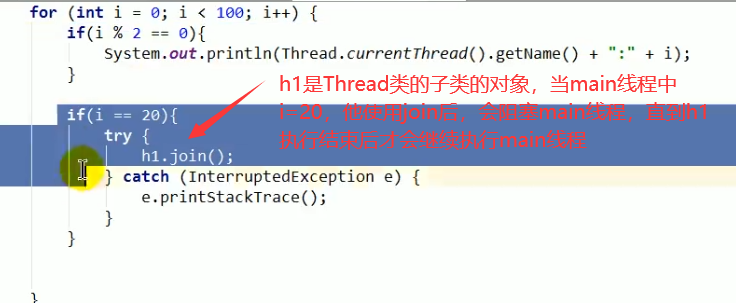 for (int i = 0; i < 100; i++) {
if(i % 2 == 0){
System.out.println(Thread.currentThread().getName() + ":" + i);
}
h1是Thread类的子类的对象，当main线程中
if(i == 20){
i=20，他使用join后，会阻塞main线程，直到h1
try {
执行结束后才会继续执行main线程
h1.join();
} catch (InterruptedException e) {
e.printStackTrace();
}
}
}